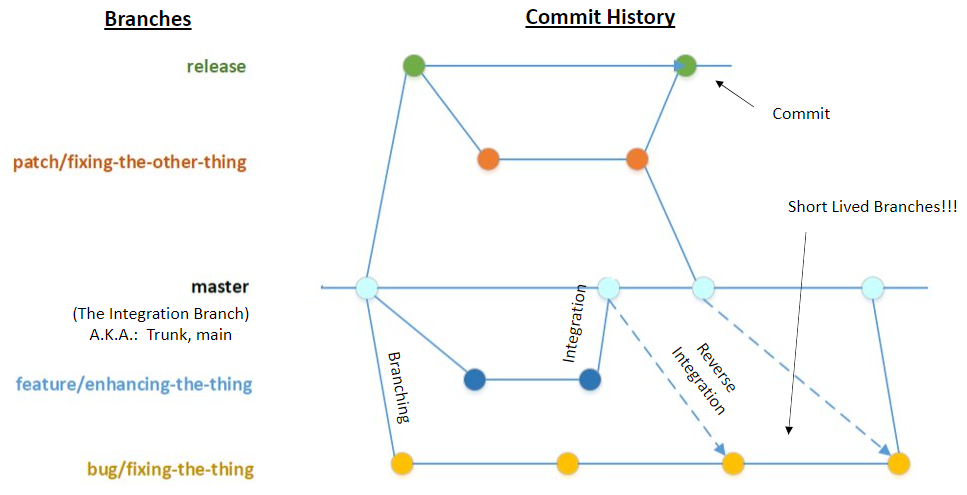 Branches
Commit History
release
Commit
patch/fixing-the-other-thing
Short Lived Branches!!!
master
(The Integration Branch)
A.K.A.: Trunk, main
Integration
Reverse
Integration
Branching
feature/enhancing-the-thing
bug/fixing-the-thing